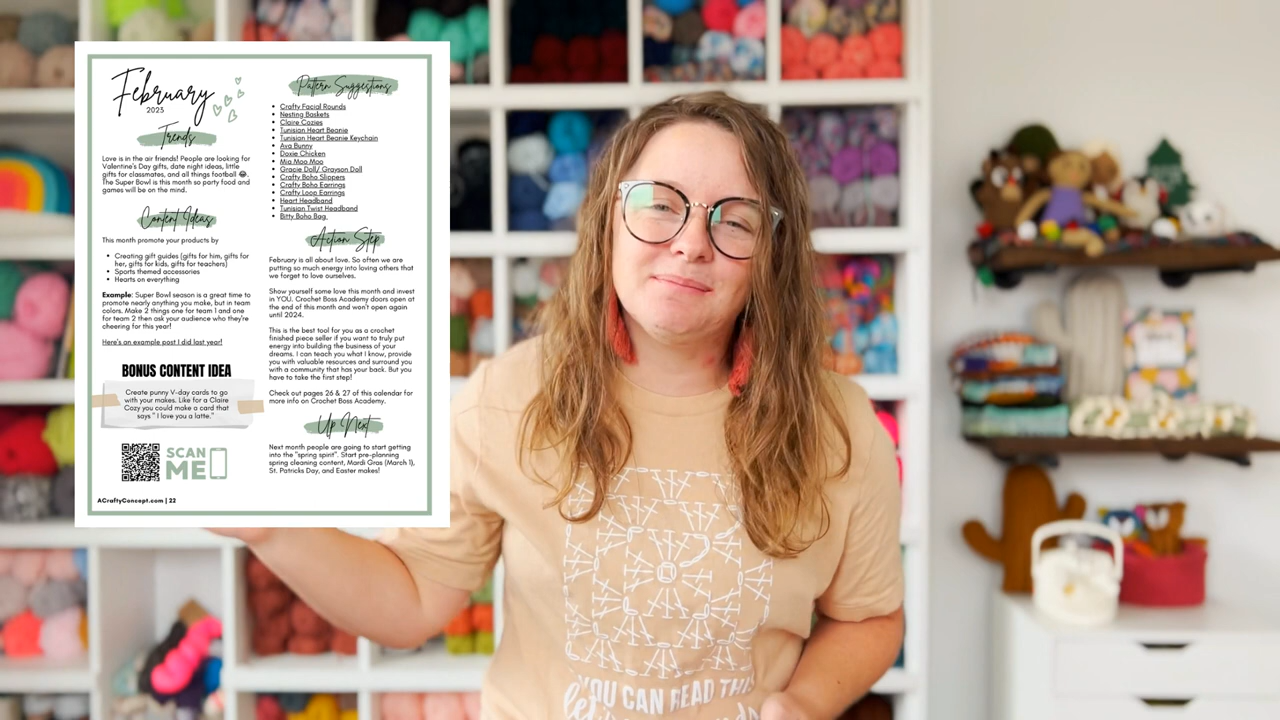 February
2023
Trends
Love is in the air friends! People are looking for
Valentine's Day gifts, date night ideas, little
gifts for classmates, and all things football 😂.
The Super Bowl is this month so party food and
games will be on the mind.
Content Ideas
This month promote your products by
• Creating gift guides (gifts for him, gifts for
her, gifts for kids, gifts for teachers)
• Sports themed accessories
• Hearts on everything
Example: Super Bowl season is a great time to
promote nearly anything you make, but in team
colors. Make 2 things one for team 1 and one
for team 2 then ask your audience who they're
cheering for this year!
Here's an example post I did last year!
BONUS CONTENT IDEA
Create punny V-day cards to go
with your makes. Like for a Claire
Cozy you could make a card that
says " I love you a latte."
SCAN
ME
ACraftyConcept.com | 22
Pattern Suggestions
• Crafty Facial Rounds
• Nesting Baskets
• Claire Cozies
• Tunisian Heart Beanie
• Tunisian Heart Beanie Keychain
• Ava Bunny
• Doxie Chicken
• Mia Moo Moo
• Gracie Doll/ Grayson Doll
• Crafty Boho Slippers
• Crafty Boho Earrings
• Crafty Loop Earrings
• Heart Headband
• Tunisian Twist Headband
• Bitty Boho Bag
Action Step
February is all about love. So often we are
putting so much energy into loving others that
we forget to love ourselves.
Show yourself some love this month and invest
in YOU. Crochet Boss Academy doors open at
the end of this month and won't open again
until 2024.
This is the best tool for you as a crochet
finished piece seller if you want to truly put
energy into building the business of your
dreams. I can teach you what I know, provide
you with valuable resources and surround you
with a community that has your back. But you
have to take the first step!
Check out pages 26 & 27 of this calendar for
more info on Crochet Boss Academy.
Up Next
Next month people are going to start getting
into the "spring spirit". Start pre-planning
spring cleaning content, Mardi Gras (March 1),
St. Patricks Day, and Easter makes!
YOU CAN READ THIS